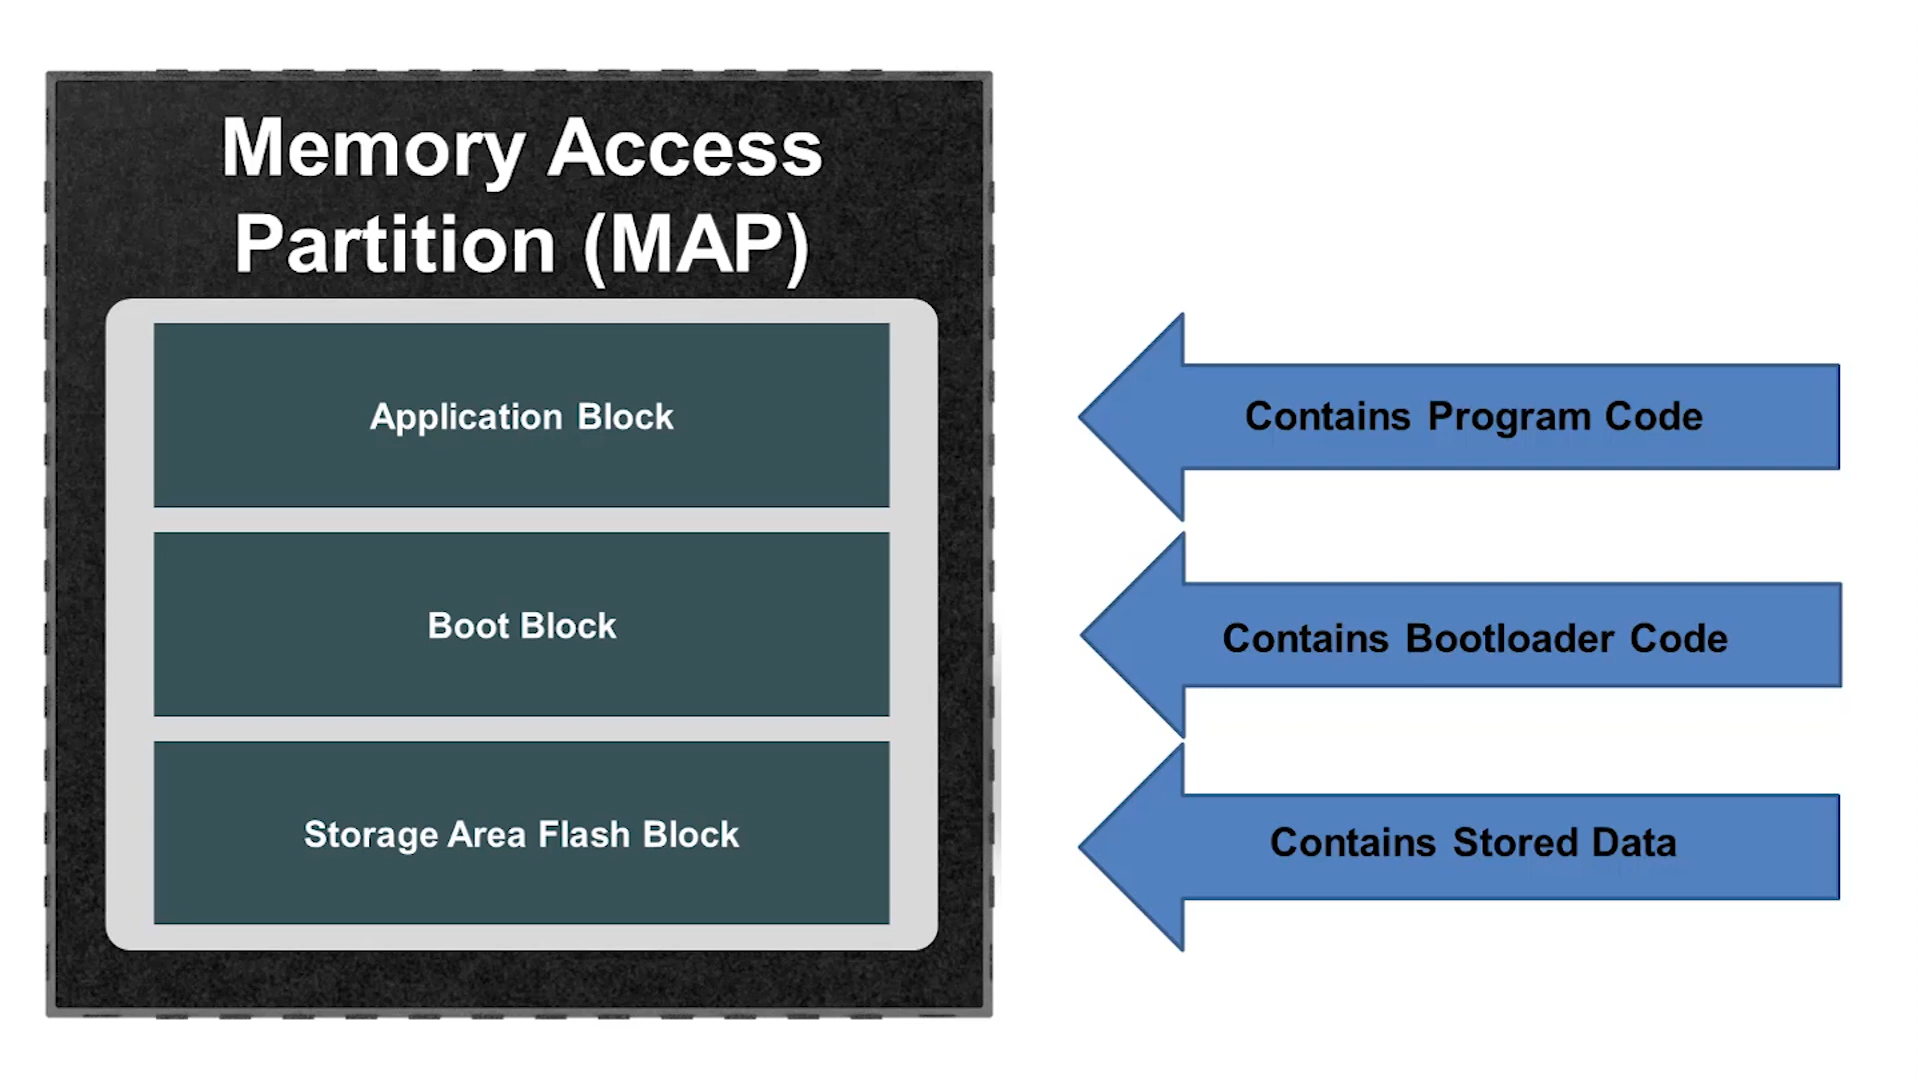 Memory Access
Partition (MAP)
Application Block
Contains Program Code
Boot Block
Contains Bootloader Code
Storage Area Flash Block
Contains Stored Data